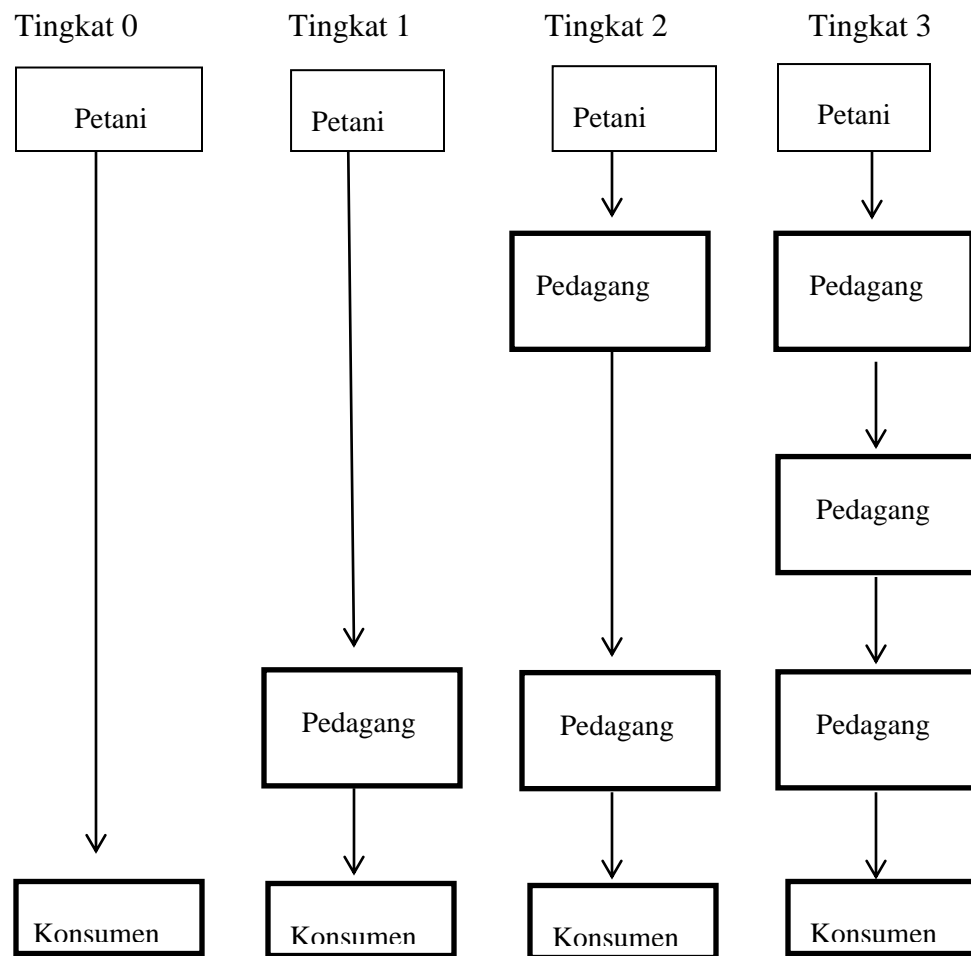 Tingkat 0 Tingkat 1 Tingkat 2 Tingkat 3
Petani Petani Petani Petani
Pedagang Pedagang
Pedagang
Pedagang Pedagang Pedagang
Konsumen Konsumen Konsumen Konsumen